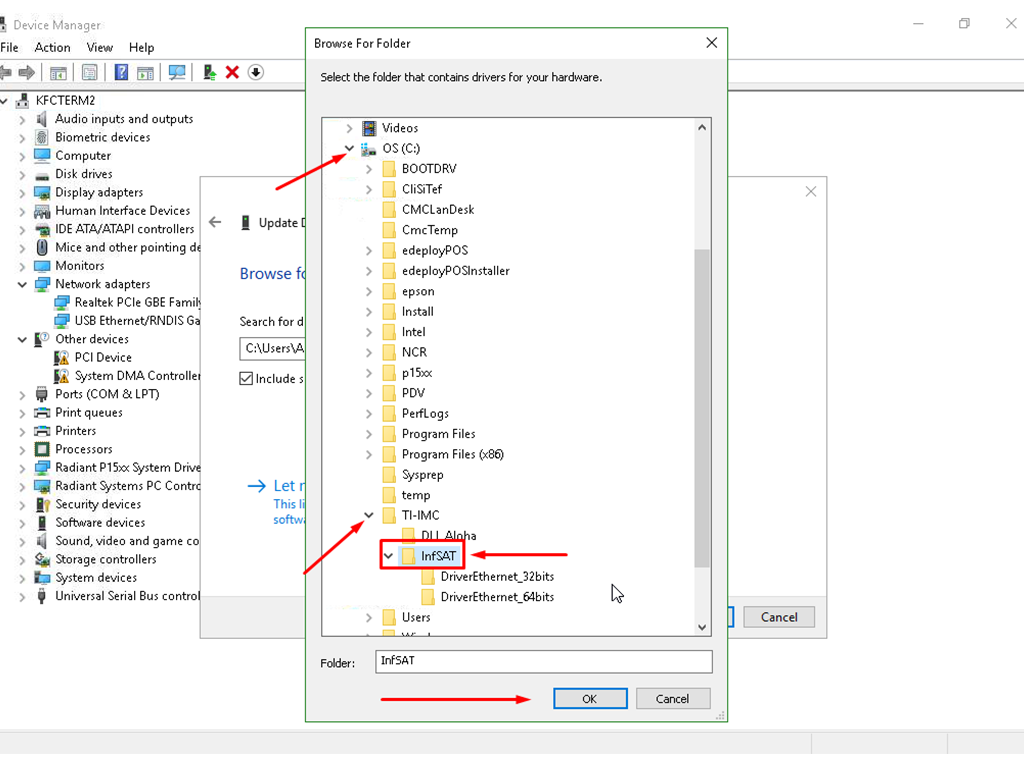 Device Manager
File Action View Help
KFCTERM2
Audio inputs and outputs
Biometric devices
Computer
Disk drives
Display adapters
Human Interface Devices
IDE ATA/ATAPI controllers
Mice and other pointing de
Monitors
Network adapters
Realtek PCIe GBE Family
USB Ethernet/RNDIS Ga
Other devices
PCI Device
System DMA Controller
Ports (COM & LPT)
Print queues
Printers
Processors
Radiant P15xx System Drive
Radiant Systems PC Contro
Security devices
Software devices
Sound, video and game co
Storage controllers
System devices
Universal Serial Bus control
Update D
Browse fo
Search for d
C:\Users\A
Include s
Let r
This li
softwa
Cancel
Browse For Folder
Select the folder that contains drivers for your hardware.
Videos
OS (C:)
BOOTDRV
CliSiTef
CMCLanDesk
CmcTemp
edeployPOS
edeployPOSInstaller
epson
Install
Intel
NCR
p15xx
PDV
PerfLogs
Program Files
Program Files (x86)
Sysprep
temp
TI-IMC
DLL Aloha
InfSAT
DriverEthernet_32bits
DriverEthernet_64bits
Users
Folder: InfSAT
OK Cancel